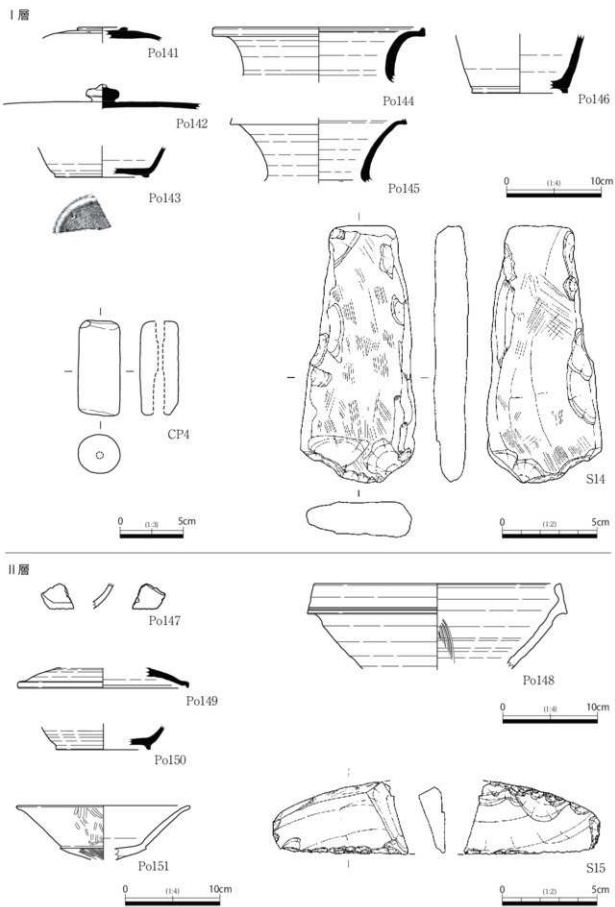 I層
Po141
Po142
Po143
Po144
Po145
Po146
0 (1:4) 10cm
CP4
0 (1:3) 5cm
S14
0 (1:2) 5cm
II層
Po147
Po148
0 (1:4) 10cm
Po149
Po150
Po151
0 (1:4) 10cm
S15
0 (1:2) 5cm